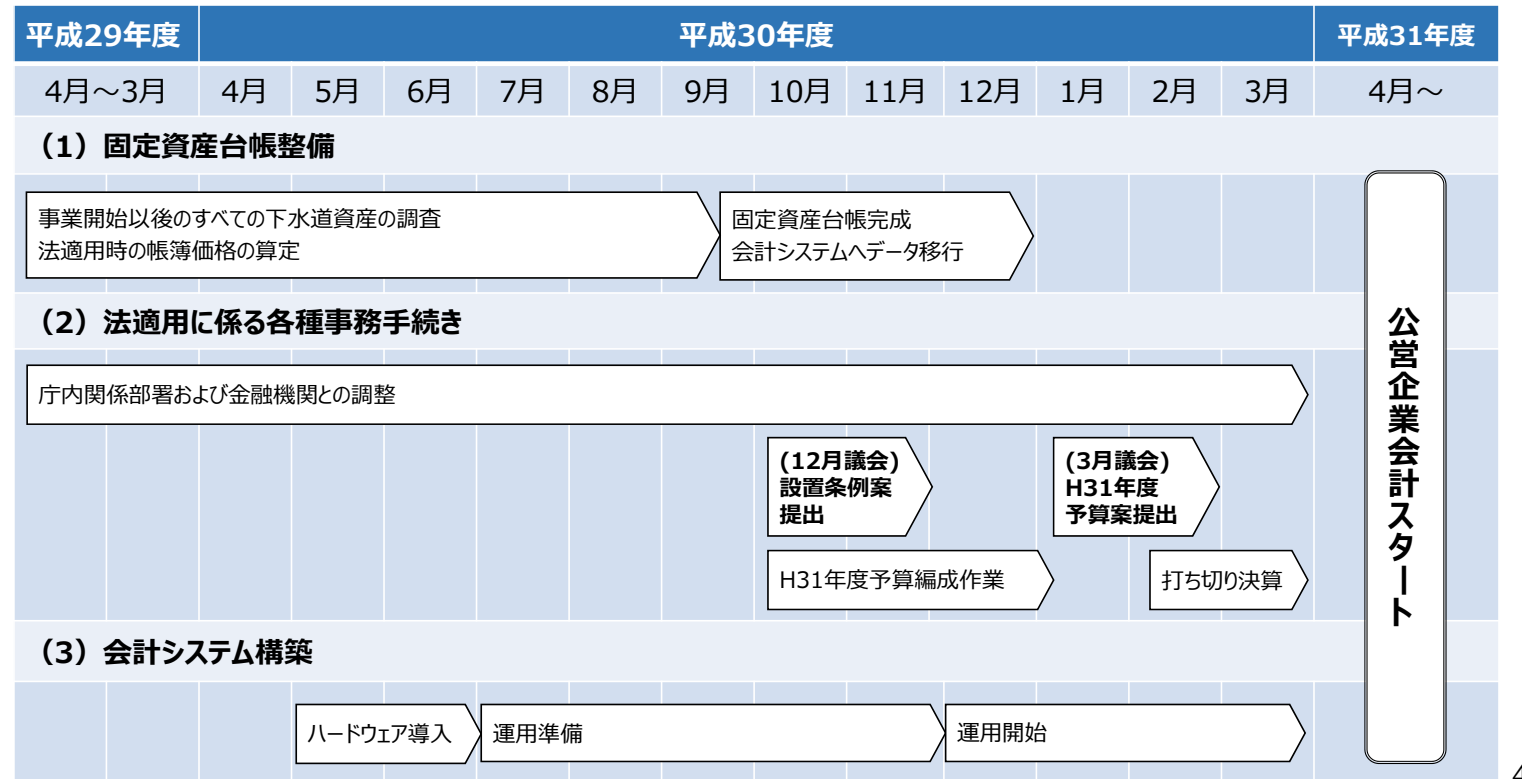 平成29年度 平成30年度 平成31年度
4月～3月 4月 5月 6月 7月 8月 9月 10月 11月 12月 1月 2月 3月 4月～
（1）固定資産台帳整備
事業開始以後のすべての下水道資産の調査
法適用時の帳簿価格の算定
固定資産台帳完成
会計システムへデータ移行
（2）法適用に係る各種事務手続き
庁内関係部署および金融機関との調整
(12月議会)
設置条例案
提出
(3月議会)
H31年度
予算案提出
H31年度予算編成作業
打ち切り決算
（3）会計システム構築
ハードウェア導入
運用準備
運用開始
公営企業会計スタート